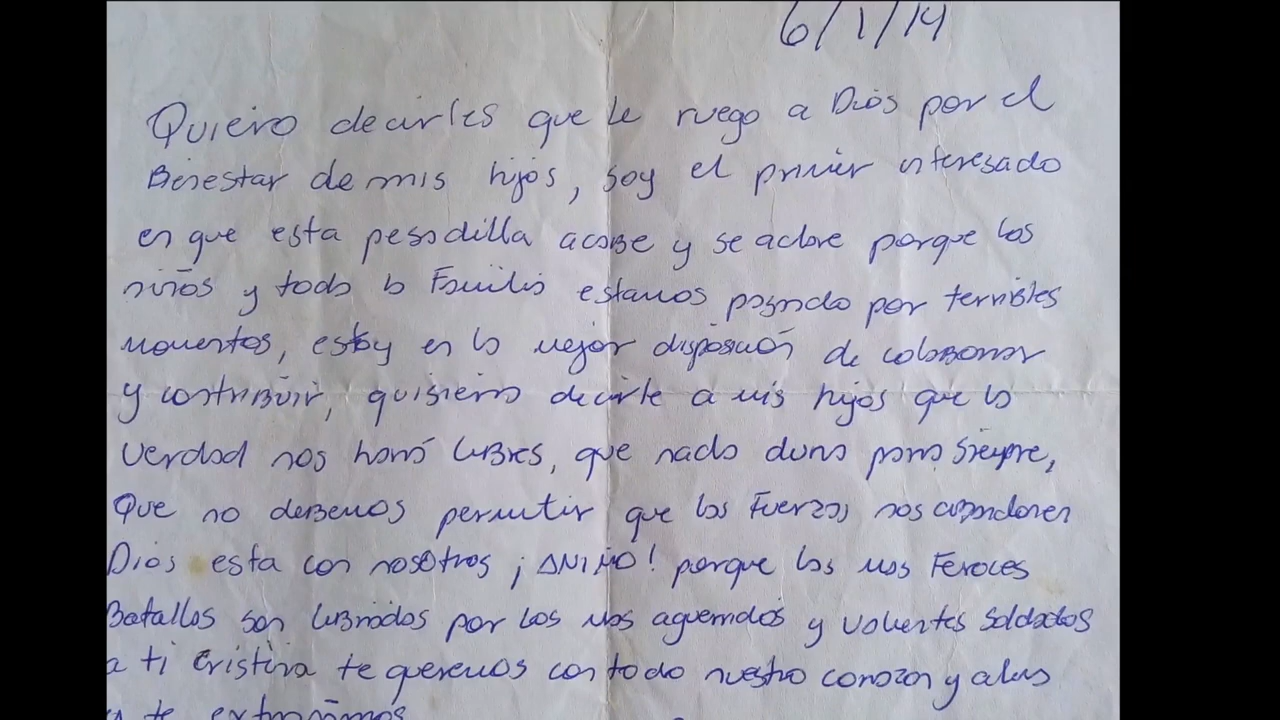 6/1/14
Quiero decirles que le ruego a Dios por el
Bienestar de mis hijos, soy el primer interesado
en que esta pesadilla acabe y se aclare porque los
niños y toda la Familia estamos pasando por terribles
momentos, estoy en la mejor disposición de colaborar
y contribuir, quisiera decirle a mis hijos que la
verdad nos hará libres, que nada dura para siempre,
Que no debemos permitir que las Fuerzas nos abandonen
Dios esta con nosotros ¡ANIMO! porque las mas Feroces
Batallas son libradas por los mas aguerridos y valientes soldados
a ti Cristina te queremos con todo nuestro corazon y alma
y te extrañamos